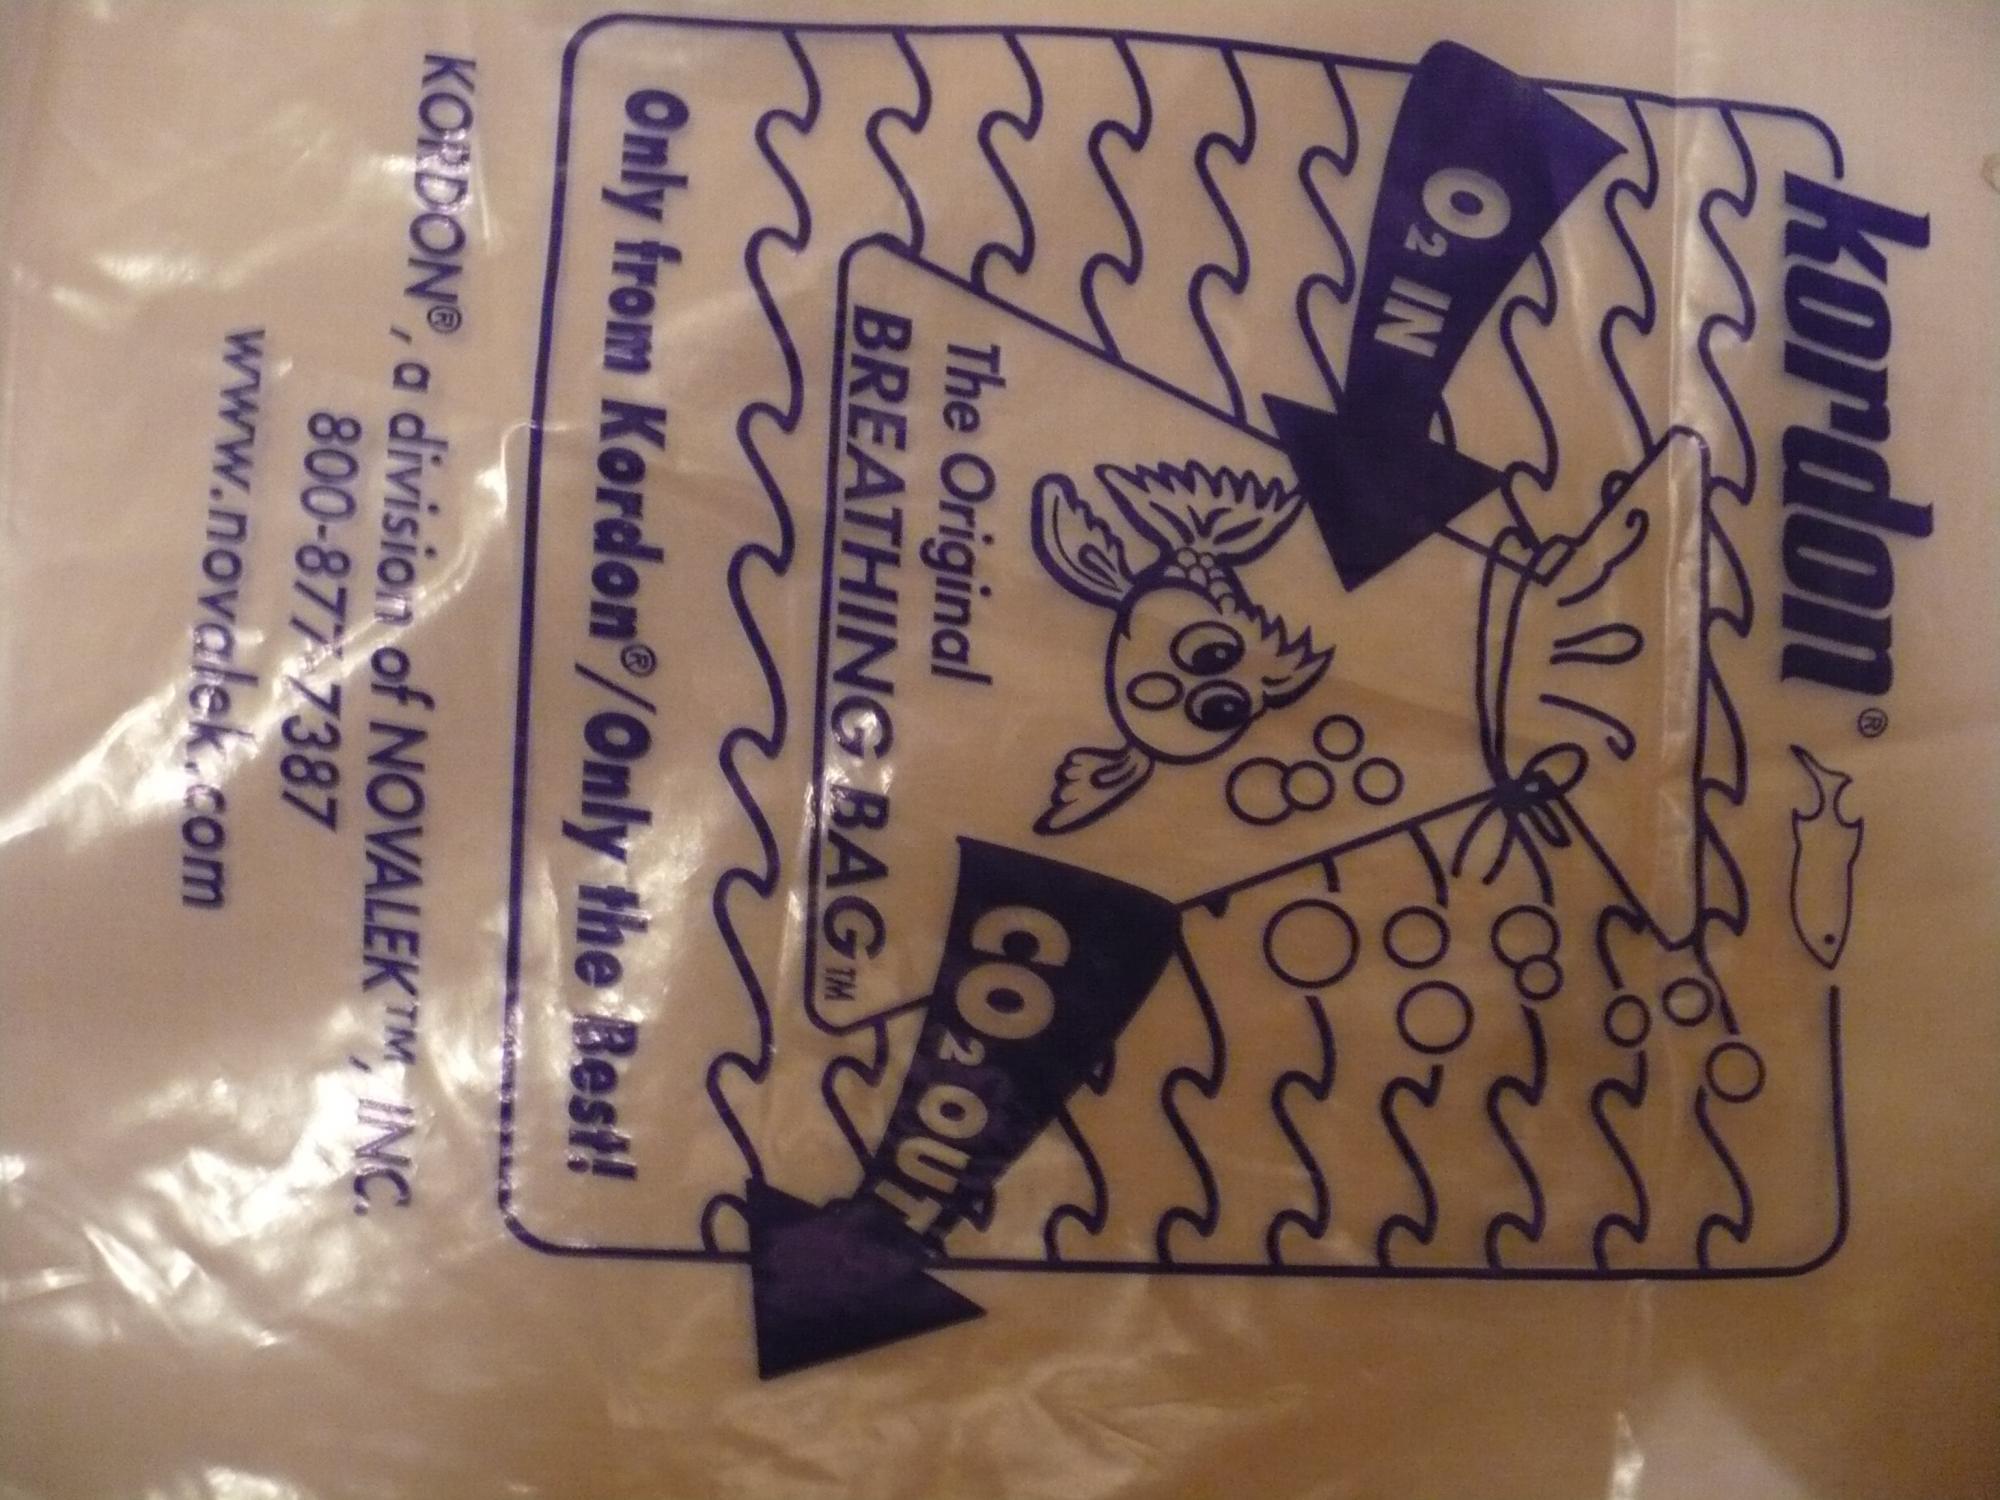 kordon®
O₂ IN
The Original
BREATHING BAG™
CO₂ OUT
Only from Kordon®/Only the Best!
KORDON®, a division of NOVALEK™, INC.
800-877-7387
www.novalek.com